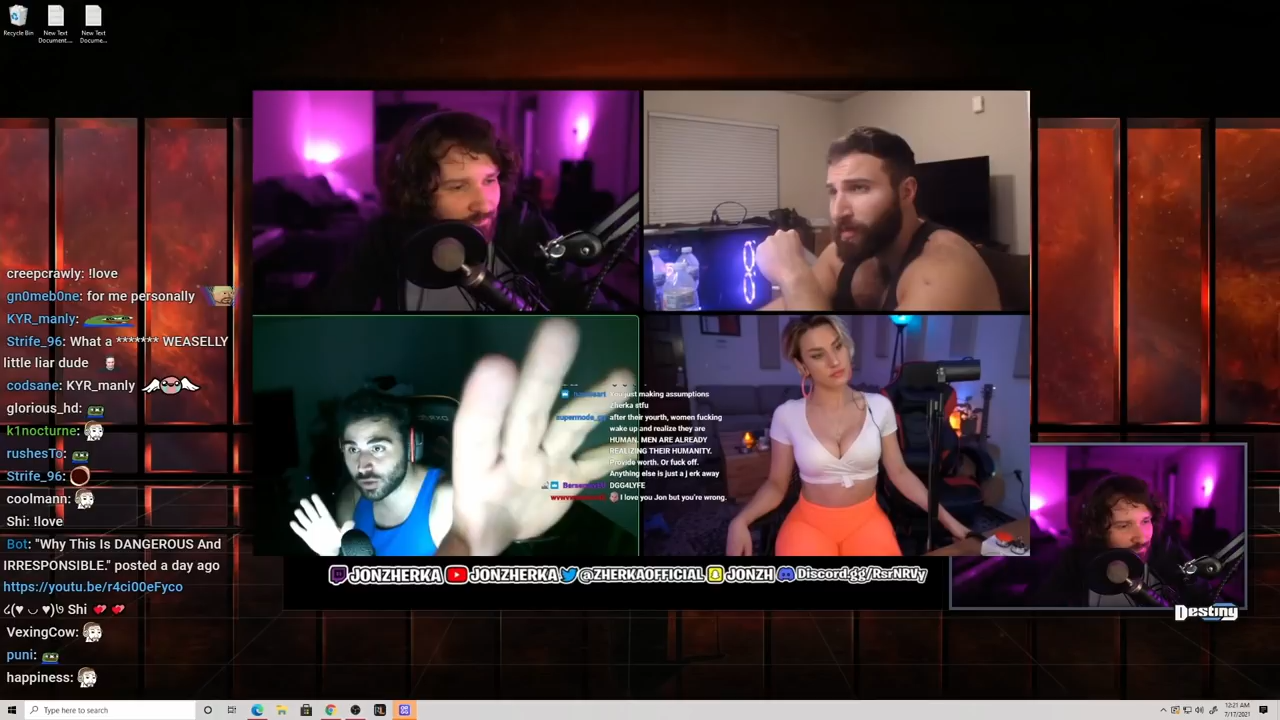 Recycle Bin
New Text
Document...
New Text
Docume...
creepcrawly: !love
gn0meb0ne: for me personally
KYR_manly:
Strife_96: What a ******* WEASELLY
little liar dude
codsane: KYR_manly
glorious_hd:
k1nocturne:
rushesTo:
Strife_96:
coolmann:
Shi: !love
Bot: "Why This Is DANGEROUS And
IRRESPONSIBLE." posted a day ago
https://youtu.be/r4ci00eFyco
Shi
VexingCow:
puni:
happiness:
You just making assumptions
Zherka stfu
after their yourth, women fucking
wake up and realize they are
HUMAN. MEN ARE ALREADY
REALIZING THEIR HUMANITY.
Provide worth. Or fuck off.
Anything else is just a j erk away
DGG4LYFE
I love you Jon but you're wrong.
JONZHERKA JONZHERKA @ZHERKAOFFICIAL JONZH Discord.gg/RsrNRVy
Destiny
Type here to search
12:21 AM
7/17/2021